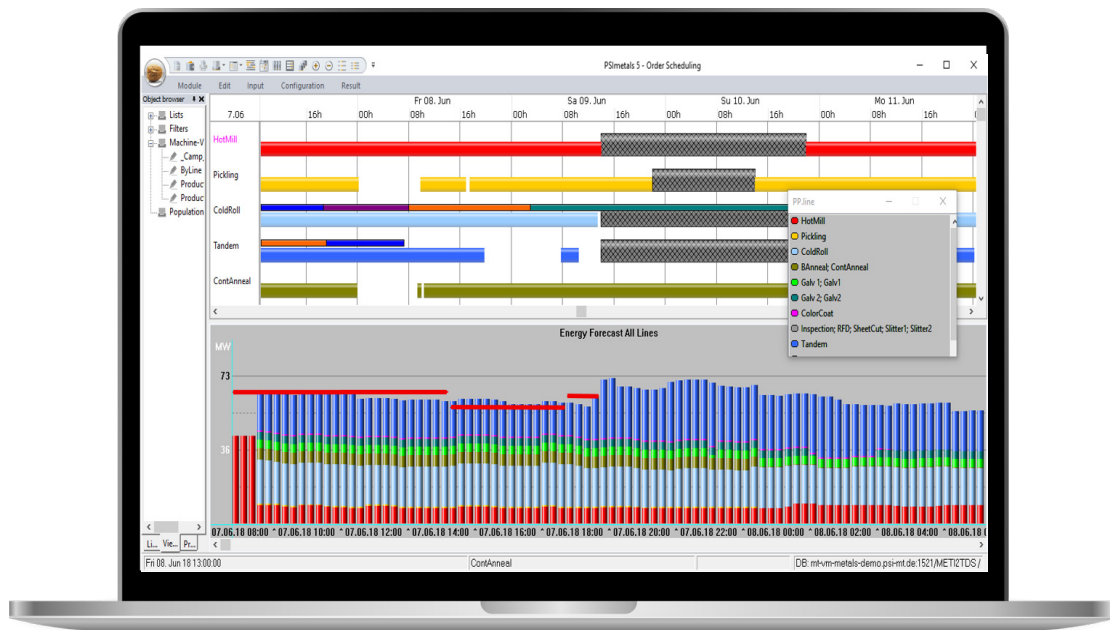 PSImetals 5 - Order Scheduling
Module Edit Input Configuration Result
Object browser
Lists
Filters
Machine-V
_Camp_
ByLine
Produc
Produc
Population
Fr 08. Jun Sa 09. Jun Su 10. Jun Mo 11. Jun
7.06 16h 00h 08h 16h 00h 08h 16h 00h 08h 16h 00h 08h 16h
HotMill
Pickling
ColdRoll
Tandem
ContAnneal
PP.line
HotMill
Pickling
ColdRoll
BAnneal; ContAnneal
Galv 1; Galv1
Galv 2; Galv2
ColorCoat
Inspection; RFD; SheetCut; Slitter1; Slitter2
Tandem
Energy Forecast All Lines
MW
73
36
07.06.18 08:00 ^ 07.06.18 10:00 ^ 07.06.18 12:00 ^ 07.06.18 14:00 ^ 07.06.18 16:00 ^ 07.06.18 18:00 ^ 07.06.18 20:00 ^ 07.06.18 22:00 ^ 08.06.18 00:00 ^ 08.06.18 02:00 ^ 08.06.18 04:00 ^ 08.06.18
Li... Vie... Pr...
Fri 08. Jun 18 13:00:00 ContAnneal DB: mt-vm-metals-demo.psi-mt.de:1521/METI2TDS /